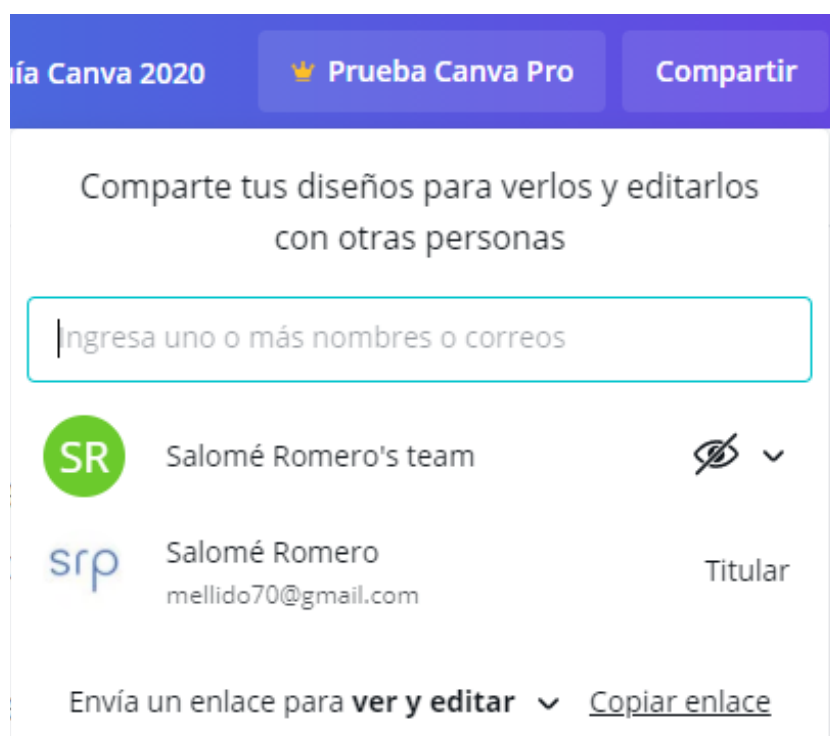 ía Canva 2020 Prueba Canva Pro Compartir
Comparte tus diseños para verlos y editarlos
con otras personas
Ingresa uno o más nombres o correos
SR Salomé Romero's team
srp Salomé Romero Titular
mellido70@gmail.com
Envía un enlace para ver y editar Copiar enlace